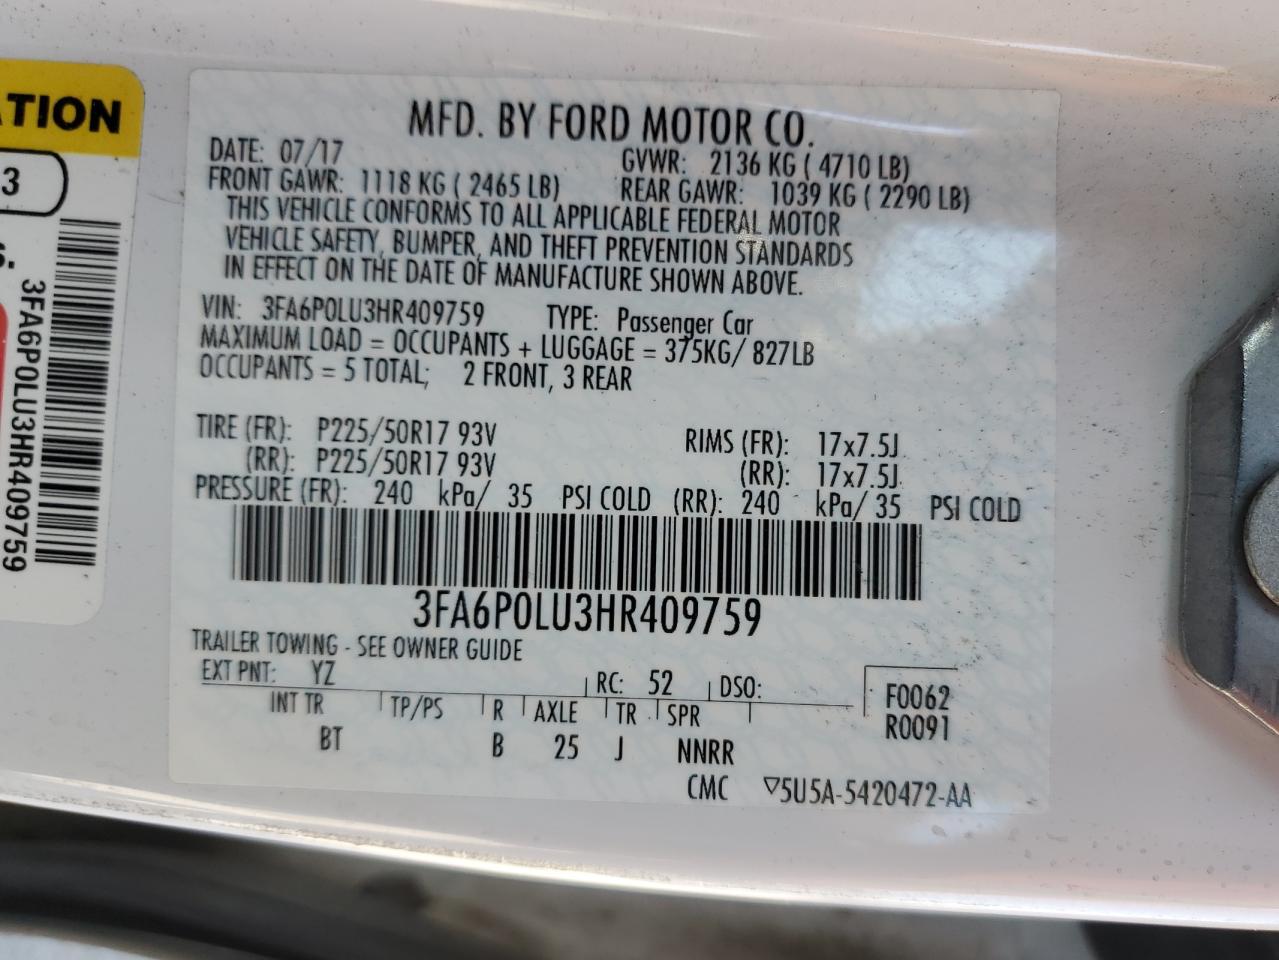 ATION
3
S.
3FA6P0LU3HR409759
MFD. BY FORD MOTOR CO.
DATE: 07/17 GVWR: 2136 KG ( 4710 LB)
FRONT GAWR: 1118 KG ( 2465 LB) REAR GAWR: 1039 KG ( 2290 LB)
THIS VEHICLE CONFORMS TO ALL APPLICABLE FEDERAL MOTOR
VEHICLE SAFETY, BUMPER, AND THEFT PREVENTION STANDARDS
IN EFFECT ON THE DATE OF MANUFACTURE SHOWN ABOVE.
VIN: 3FA6P0LU3HR409759 TYPE: Passenger Car
MAXIMUM LOAD = OCCUPANTS + LUGGAGE = 375KG/ 827LB
OCCUPANTS = 5 TOTAL; 2 FRONT, 3 REAR
TIRE (FR): P225/50R17 93V RIMS (FR): 17x7.5J
(RR): P225/50R17 93V (RR): 17x7.5J
PRESSURE (FR): 240 kPa/ 35 PSI COLD (RR): 240 kPa/ 35 PSI COLD
3FA6P0LU3HR409759
TRAILER TOWING - SEE OWNER GUIDE
EXT PNT: YZ RC: 52 DSO: F0062
INT TR TP/PS R AXLE TR SPR R0091
BT B 25 J NNRR
CMC ▽5U5A-5420472-AA